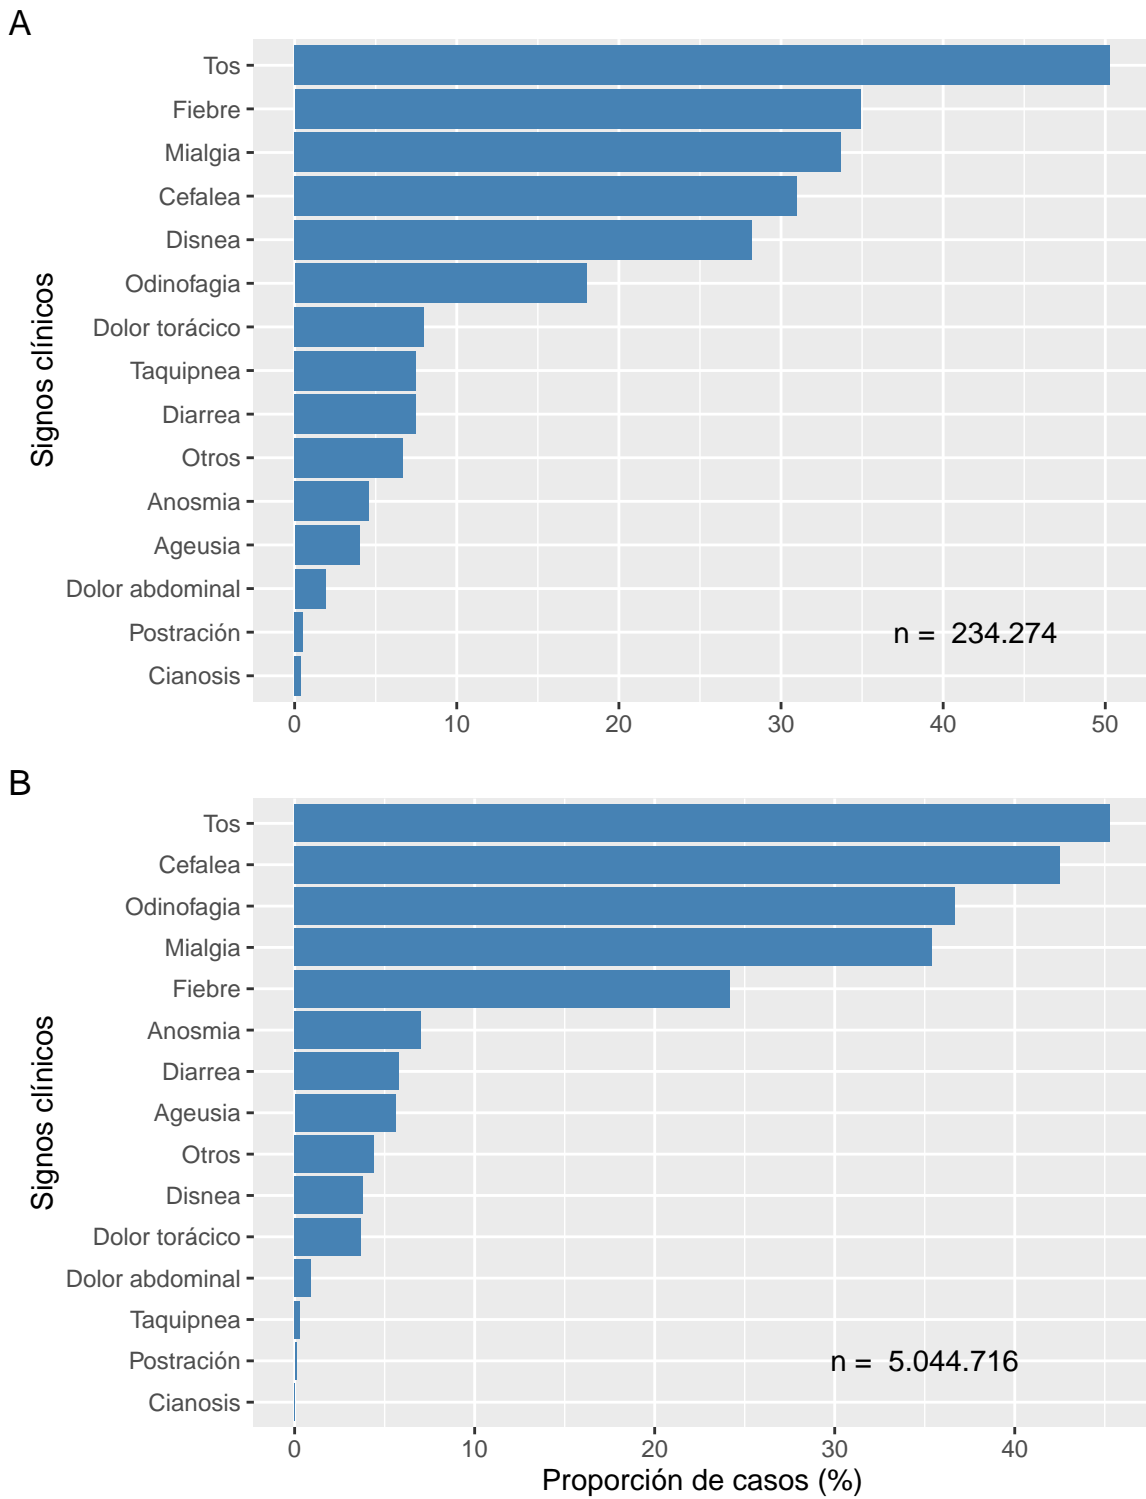 A
Signos clínicos
Tos
Fiebre
Mialgia
Cefalea
Disnea
Odinofagia
Dolor torácico
Taquipnea
Diarrea
Otros
Anosmia
Ageusia
Dolor abdominal
Postración
Cianosis
n = 234.274
0 10 20 30 40 50
B
Signos clínicos
Tos
Cefalea
Odinofagia
Mialgia
Fiebre
Anosmia
Diarrea
Ageusia
Otros
Disnea
Dolor torácico
Dolor abdominal
Taquipnea
Postración
Cianosis
n = 5.044.716
0 10 20 30 40
Proporción de casos (%)